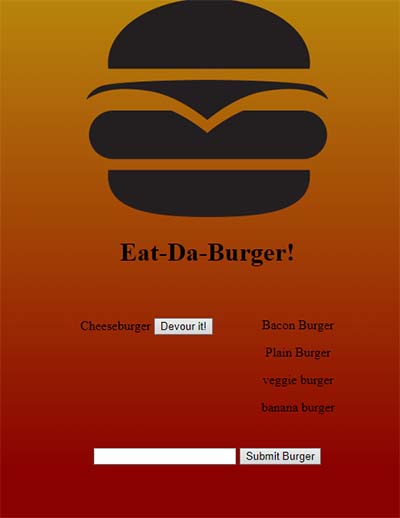 Eat-Da-Burger!
Cheeseburger Devour it!
Bacon Burger
Plain Burger
veggie burger
banana burger
Submit Burger